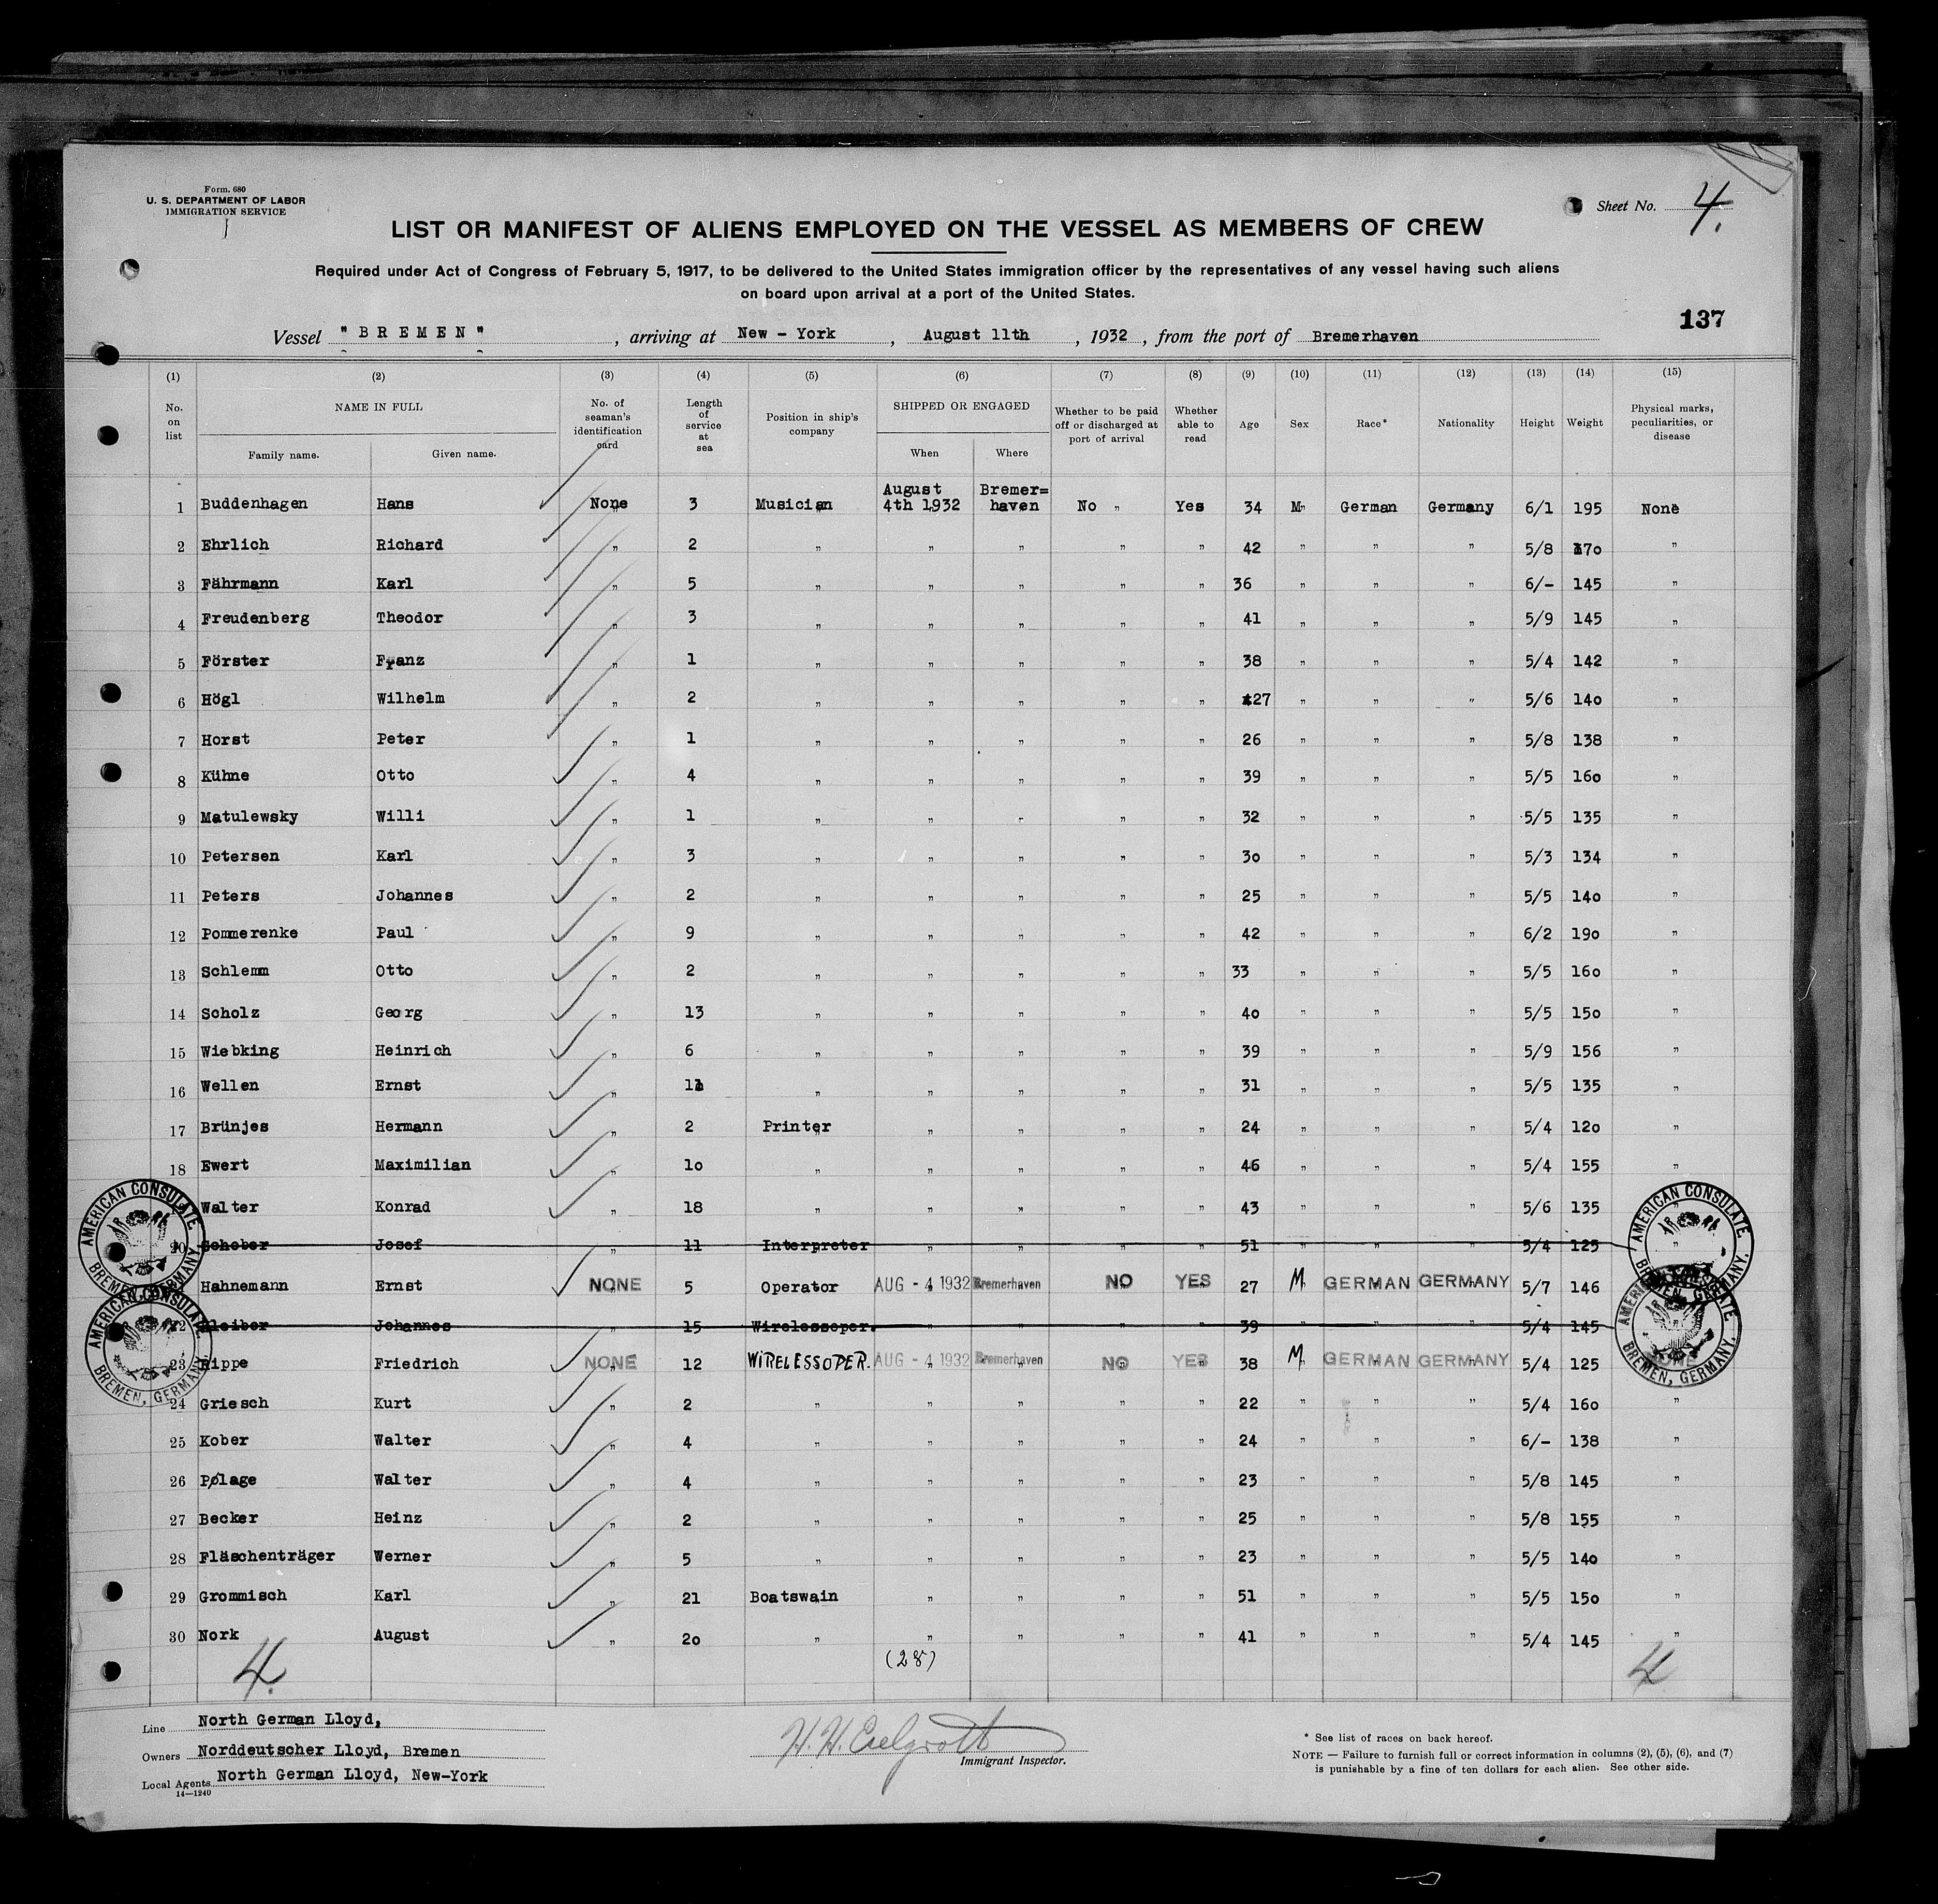 Form. 680
U. S. DEPARTMENT OF LABOR
IMMIGRATION SERVICE
Sheet No. 4.
LIST OR MANIFEST OF ALIENS EMPLOYED ON THE VESSEL AS MEMBERS OF CREW
Required under Act of Congress of February 5, 1917, to be delivered to the United States immigration officer by the representatives of any vessel having such aliens
on board upon arrival at a port of the United States.
137
Vessel "BREMEN", arriving at New - York, August 11th, 1932, from the port of Bremerhaven
(1) (2) (3) (4) (5) (6) (7) (8) (9) (10) (11) (12) (13) (14) (15)
No. on list NAME IN FULL Family name. Given name. No. of seaman's identification card Length of service at sea Position in ship's company SHIPPED OR ENGAGED When Where Whether to be paid off or discharged at port of arrival Whether able to read Age Sex Race* Nationality Height Weight Physical marks, peculiarities, or disease
1 Buddenhagen Hans None 3 Musician August 4th 1932 Bremer=haven No " Yes 34 M" German Germany 6/1 195 None
2 Ehrlich Richard " 2 " " " " " 42 " " " 5/8 170 "
3 Fährmann Karl " 5 " " " " " 36 " " " 6/- 145 "
4 Freudenberg Theodor " 3 " " " " " 41 " " " 5/9 145 "
5 Förster Franz " 1 " " " " " 38 " " " 5/4 142 "
6 Högl Wilhelm " 2 " " " " " 27 " " " 5/6 140 "
7 Horst Peter " 1 " " " " " 26 " " " 5/8 138 "
8 Kühne Otto " 4 " " " " " 39 " " " 5/5 160 "
9 Matulewsky Willi " 1 " " " " " 32 " " " 5/5 135 "
10 Petersen Karl " 3 " " " " " 30 " " " 5/3 134 "
11 Peters Johannes " 2 " " " " " 25 " " " 5/5 140 "
12 Pommerenke Paul " 9 " " " " " 42 " " " 6/2 190 "
13 Schlemm Otto " 2 " " " " " 33 " " " 5/5 160 "
14 Scholz Georg " 13 " " " " " 40 " " " 5/5 150 "
15 Wiebking Heinrich " 6 " " " " " 39 " " " 5/9 156 "
16 Wellen Ernst " " " " " " 31 " " " 5/5 135 "
17 Brünjes Hermann " 2 Printer " " " " 24 " " " 5/4 120 "
18 Ewert Maximilian " 10 " " " " " 46 " " " 5/4 155 "
Walter Konrad " 18 " " " " " 43 " " " 5/6 135 "
20 Schober Josef " 11 Interpreter " " " " 51 " " " 5/4 125 "
Hahnemann Ernst NONE 5 Operator AUG - 4 1932 Bremerhaven NO YES 27 M GERMAN GERMANY 5/7 146
22 Kleiber Johannes 15 Wirelessoper. " " " " 39 " " " 5/4 145
23 Rippe Friedrich NONE 12 WIRELESSOPER. AUG - 4 1932 Bremerhaven NO YES 38 M GERMAN GERMANY 5/4 125 NONE
24 Griesch Kurt " 2 " " " " " 22 " " " 5/4 160 "
25 Kober Walter " 4 " " " " " 24 " " " 6/- 138 "
26 Polage Walter " 4 " " " " " 23 " " " 5/8 145 "
27 Becker Heinz " 2 " " " " " 25 " " " 5/8 155 "
28 Fläschenträger Werner " 5 " " " " " 23 " " " 5/5 140 "
29 Grommisch Karl " 21 Boatswain " " " " 51 " " " 5/5 150 "
30 Nork August " 20 " " " " " 41 " " " 5/4 145 "
(28)
4. 4
AMERICAN CONSULATE BREMEN, GERMANY.
AMERICAN CONSULATE BREMEN, GERMANY.
AMERICAN CONSULATE BREMEN, GERMANY.
AMERICAN CONSULATE BREMEN, GERMANY.
Line North German Lloyd,
Owners Norddeutscher Lloyd, Bremen
Local Agents North German Lloyd, New-York
14—1240
Immigrant Inspector.
* See list of races on back hereof.
NOTE — Failure to furnish full or correct information in columns (2), (5), (6), and (7)
is punishable by a fine of ten dollars for each alien. See other side.